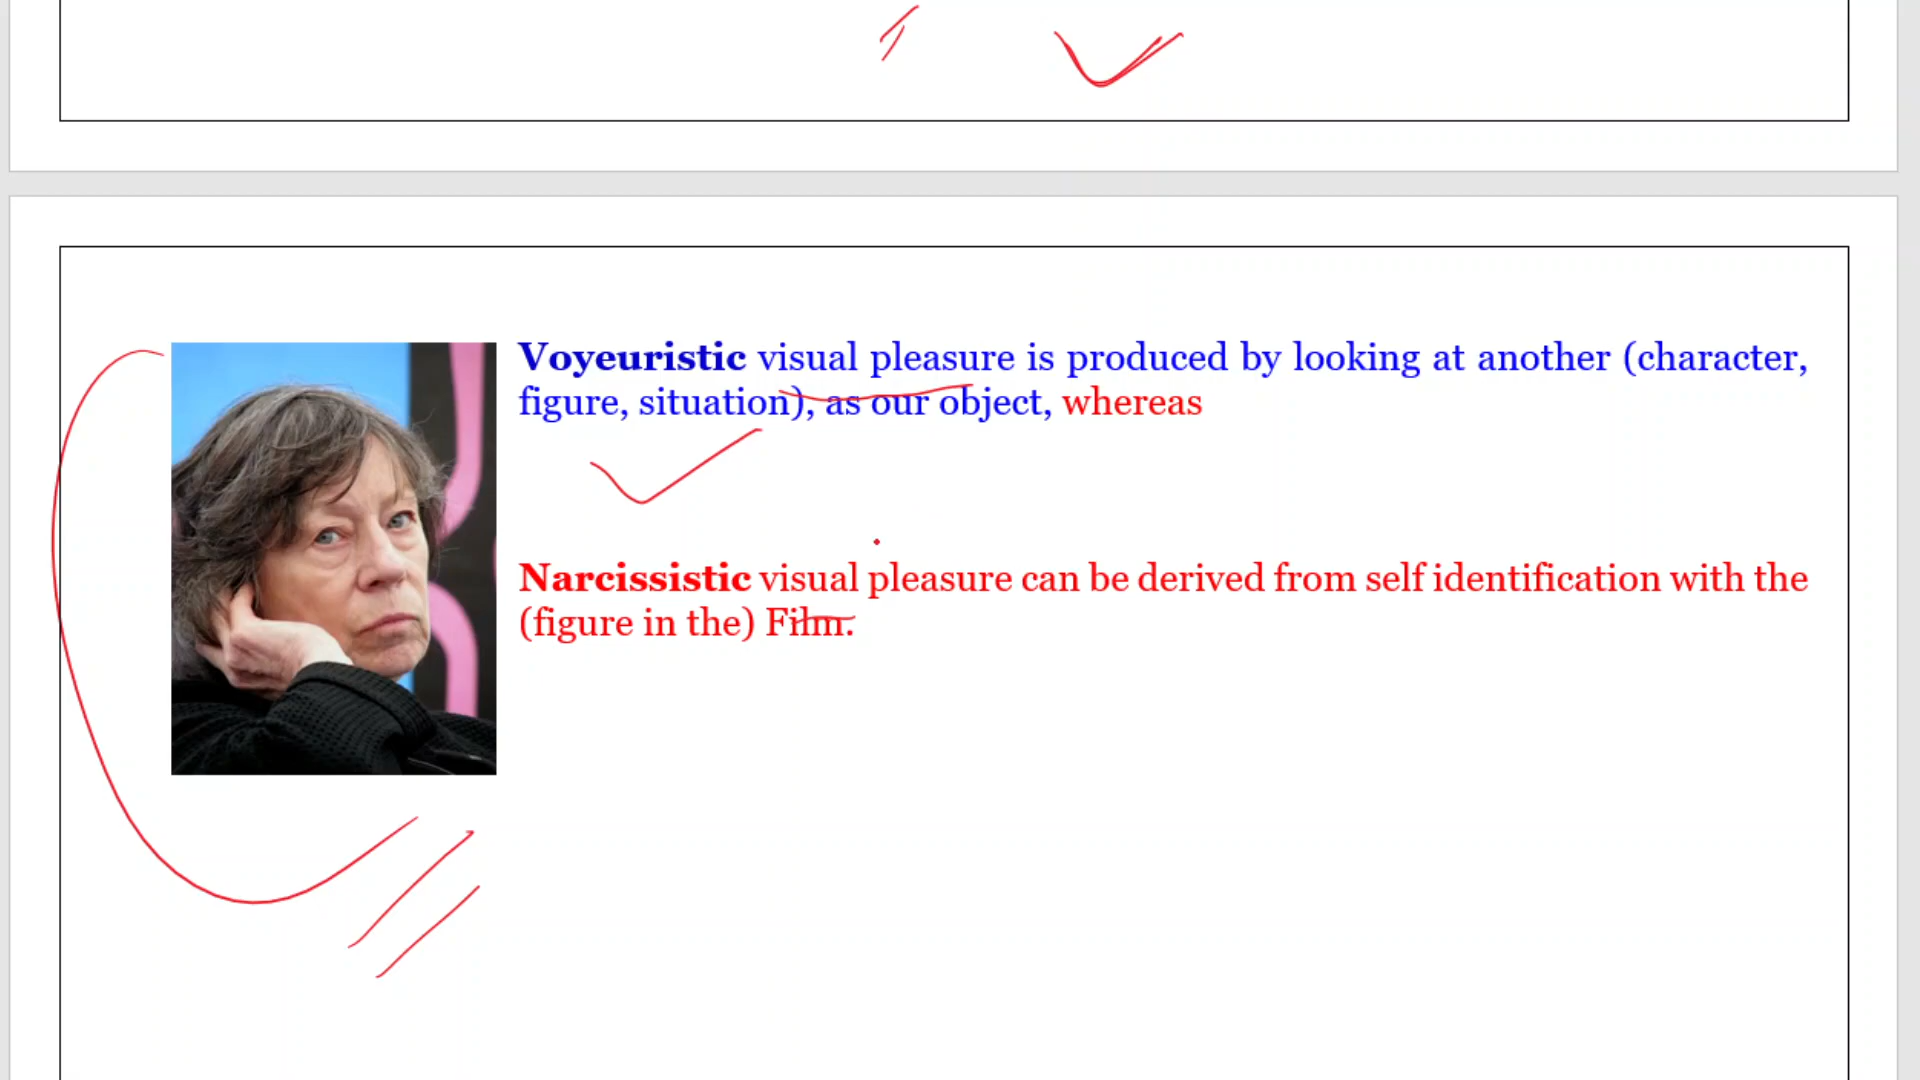 Voyeuristic visual pleasure is produced by looking at another (character,
figure, situation), as our object, whereas
Narcissistic visual pleasure can be derived from self identification with the
(figure in the) Film.